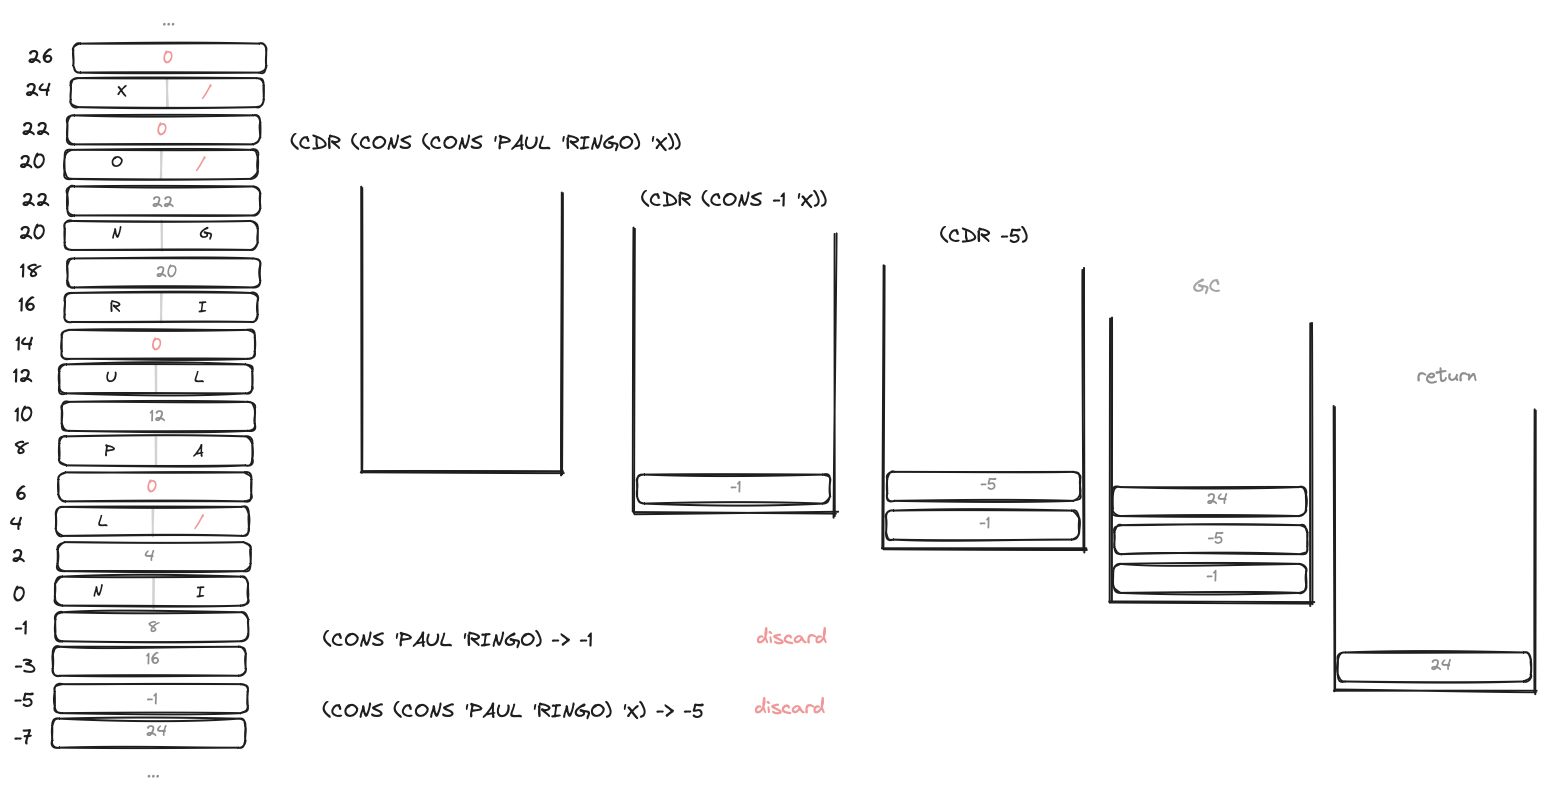 ...
26 0
24 X /
22 0
20 O /
22 22
20 N G
18 20
16 R I
14 0
12 U L
10 12
8 P A
6 0
4 L /
2 4
0 N I
-1 8
-3 16
-5 -1
-7 24
...
(CDR (CONS (CONS 'PAUL 'RINGO) 'X))
(CDR (CONS -1 'X))
-1
(CDR -5)
-5
-1
GC
24
-5
-1
return
24
(CONS 'PAUL 'RINGO) -> -1 discard
(CONS (CONS 'PAUL 'RINGO) 'X) -> -5 discard